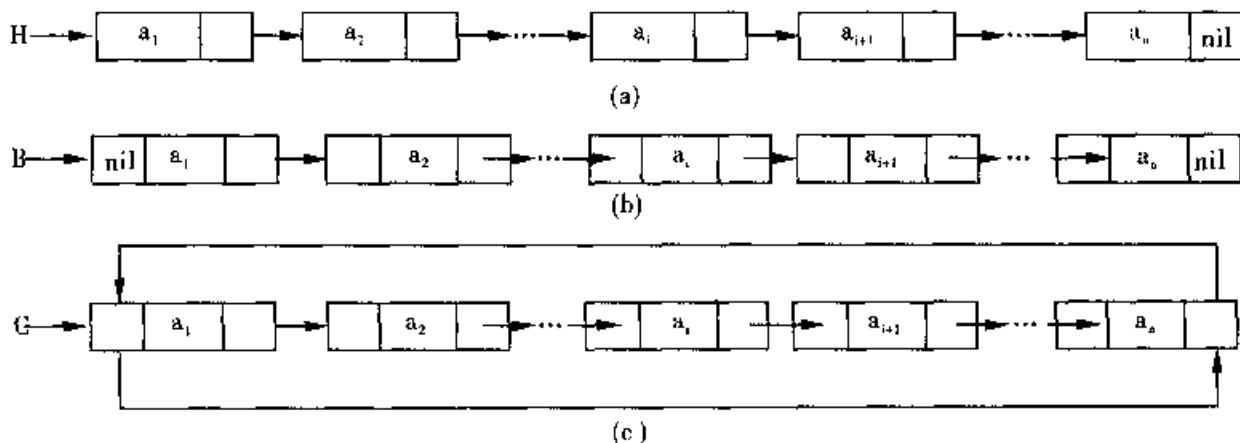 H a₁ a₂ ... aᵢ aᵢ₊₁ ... aₙ nil
(a)
B nil a₁ a₂ ... aᵢ aᵢ₊₁ ... aₙ nil
(b)
C a₁ a₂ ... aᵢ aᵢ₊₁ ... aₙ
(c)